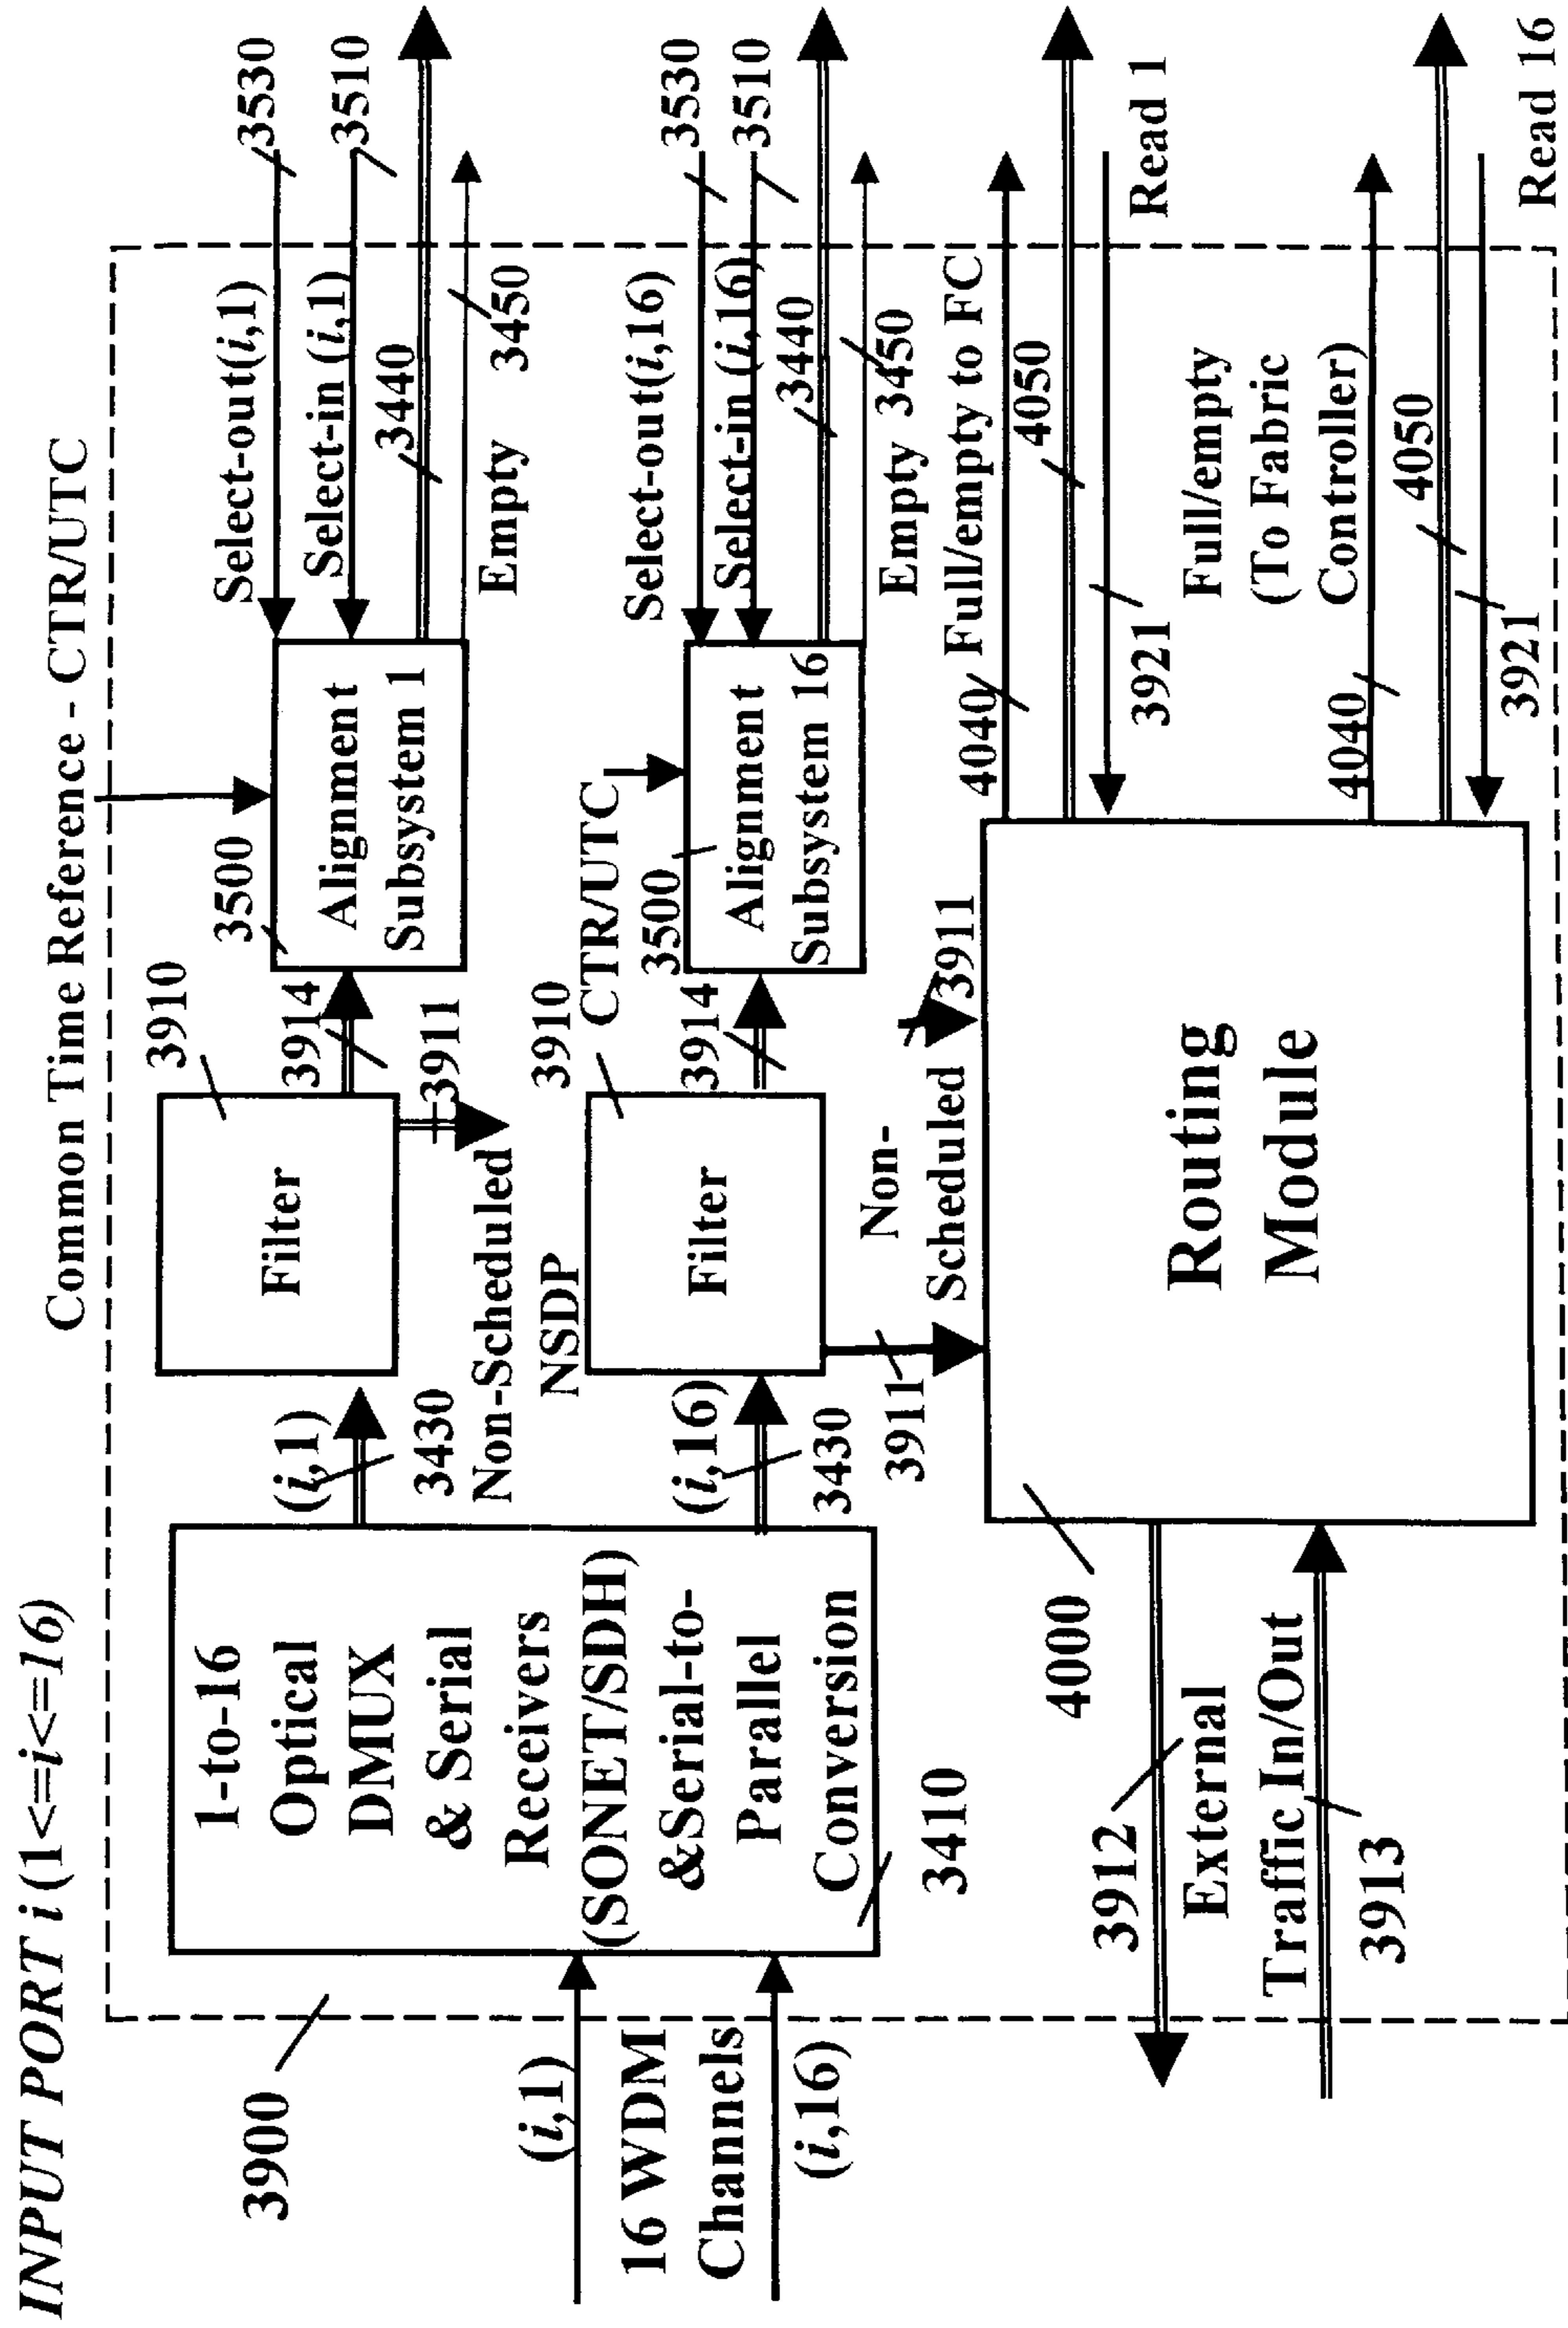 INPUT PORT i (1<=i<=16)
Common Time Reference - CTR/UTC
3900
(i,1)
16 WDM
Channels
(i,16)
1-to-16
Optical
DMUX
& Serial
Receivers
(SONET/SDH)
&Serial-to-
Parallel
Conversion
3410
(i,1)
3430
Non-Scheduled
NSDP
(i,16)
3430
3911
3910
Filter
3914
3911
3910
Filter
3914
Non-
Scheduled
3911
3500
Alignment
Subsystem 1
CTR/UTC
3500
Alignment
Subsystem 16
Select-out(i,1)
3530
Select-in (i,1)
3510
3440
Empty 3450
Select-out(i,16)
3530
Select-in (i,16)
3510
3440
Empty 3450
4000
Routing
Module
3912
External
Traffic In/Out
3913
4040 Full/empty to FC
4050
3921
Read 1
Full/empty
(To Fabric
Controller)
4040
4050
3921
Read 16